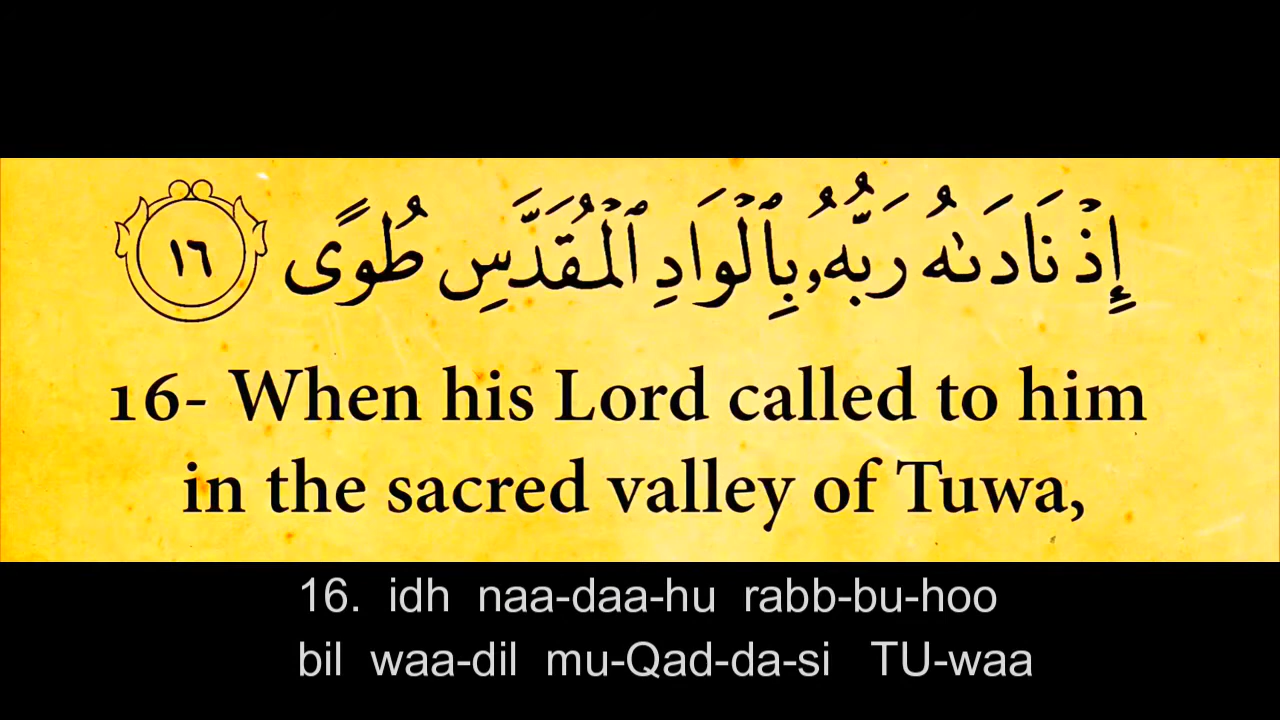 إِذْ نَادَىٰهُ رَبُّهُۥ بِٱلْوَادِ ٱلْمُقَدَّسِ طُوًى ١٦
16- When his Lord called to him
in the sacred valley of Tuwa,
16. idh naa-daa-hu rabb-bu-hoo
bil waa-dil mu-Qad-da-si TU-waa